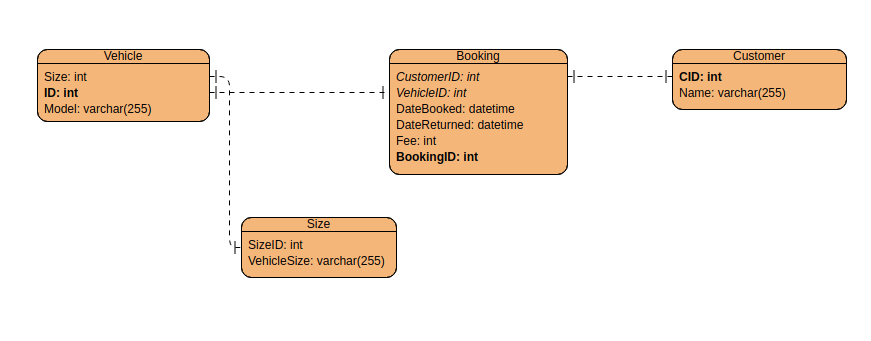 Vehicle
Size: int
ID: int
Model: varchar(255)
Booking
CustomerID: int
VehicleID: int
DateBooked: datetime
DateReturned: datetime
Fee: int
BookingID: int
Customer
CID: int
Name: varchar(255)
Size
SizeID: int
VehicleSize: varchar(255)